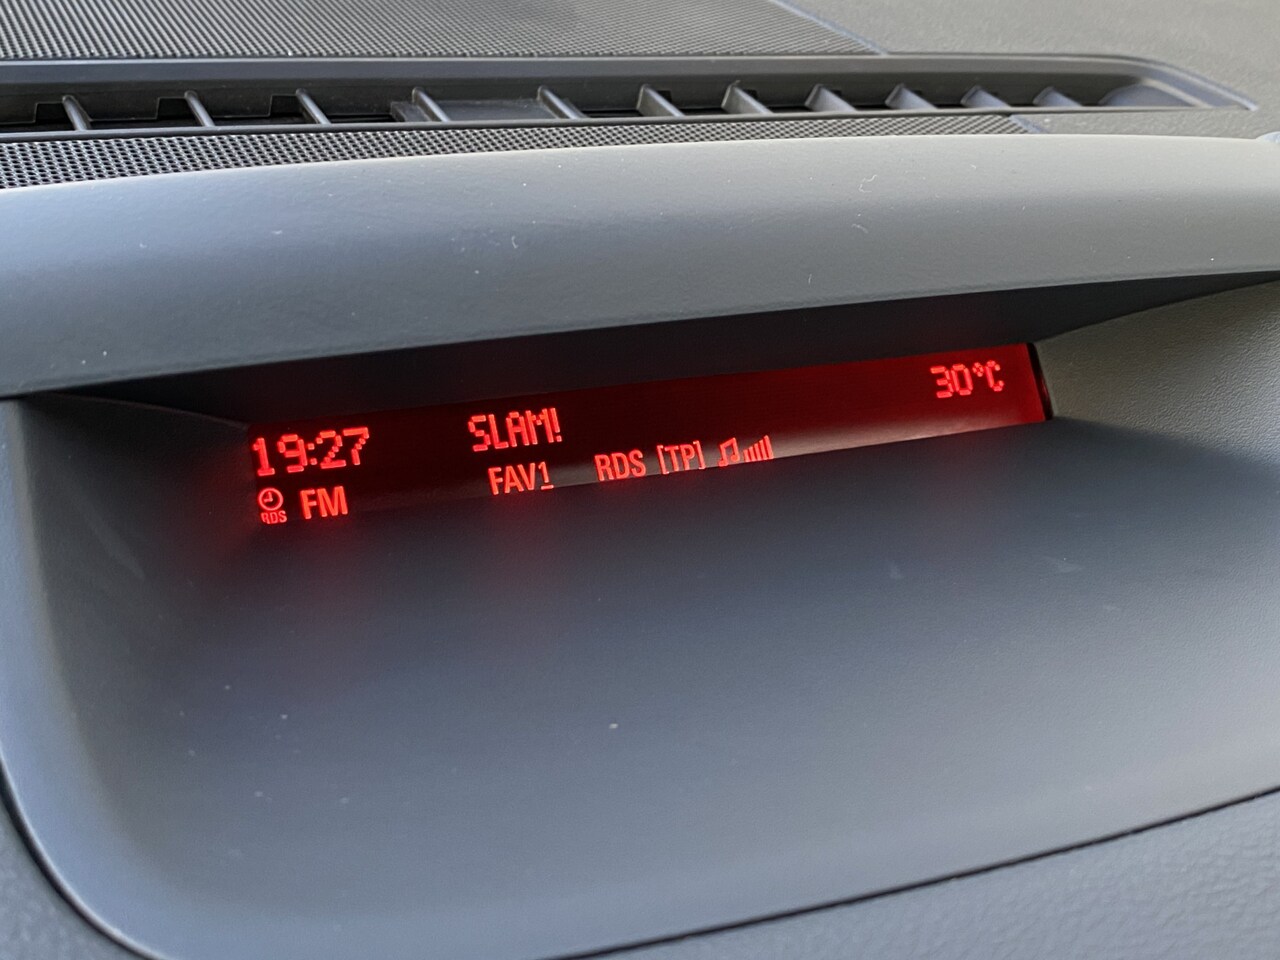 19:27 SLAM! 30°C
RDS FM FAV1 RDS [TP]